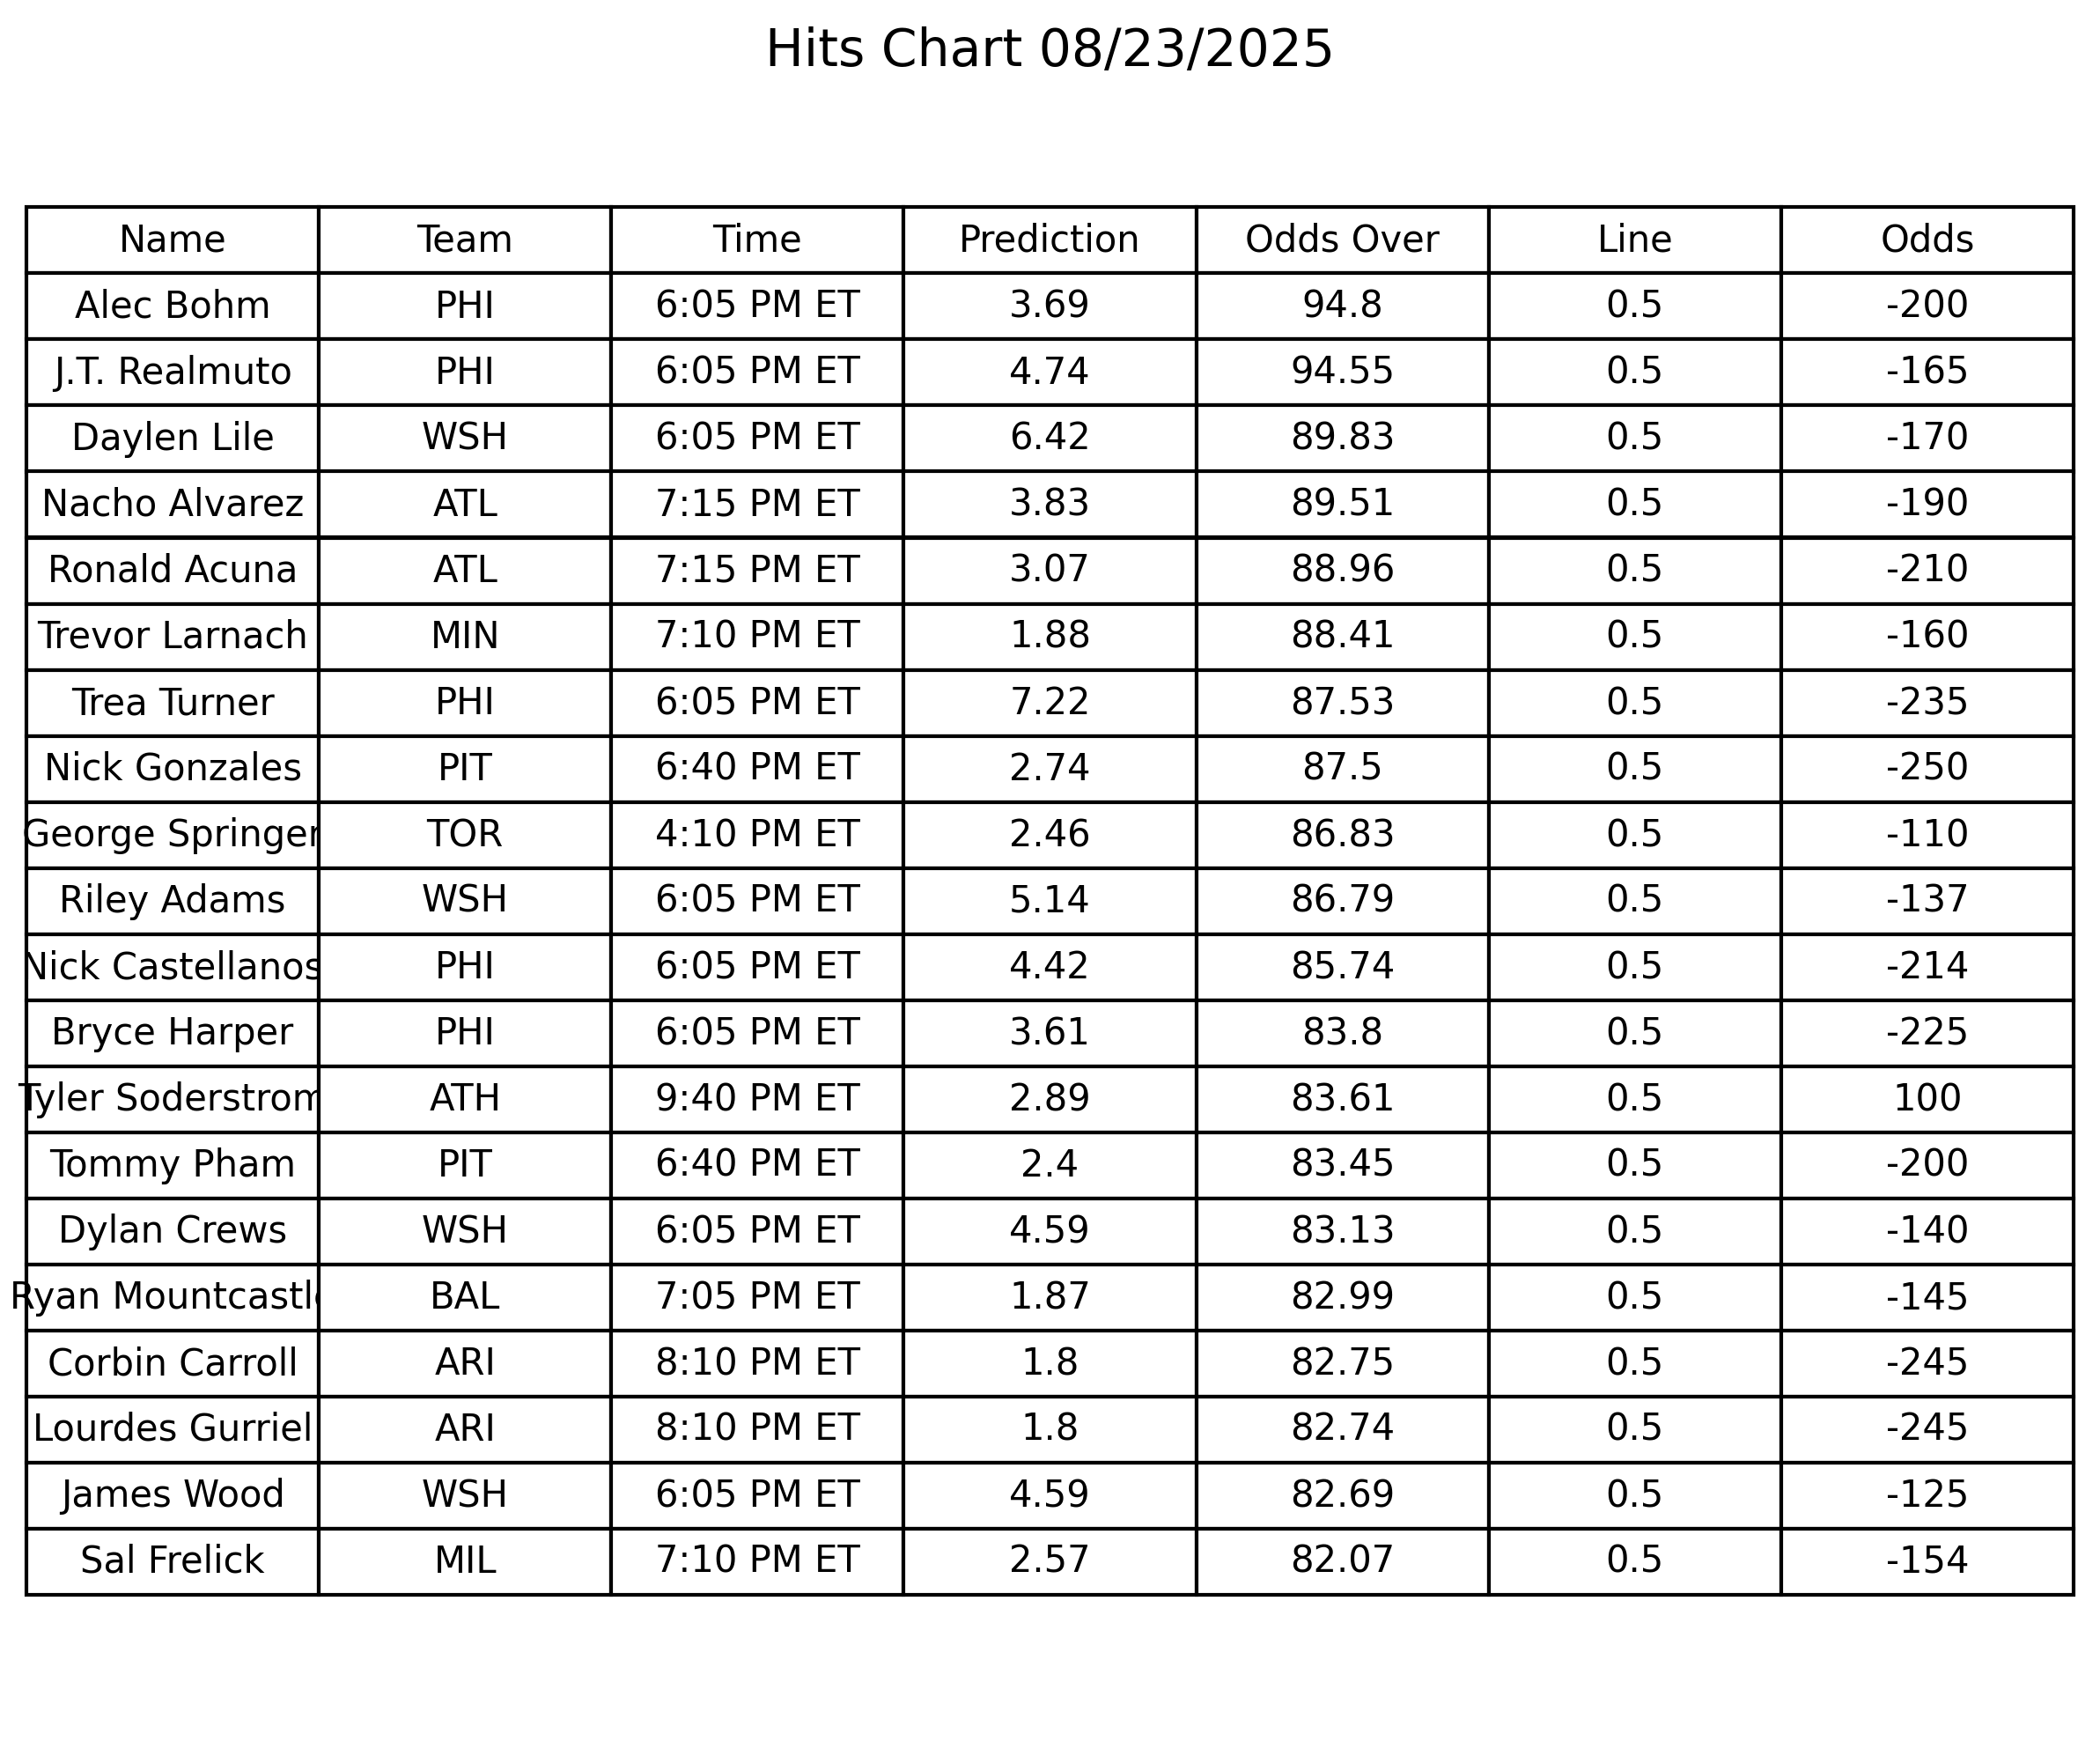 Hits Chart 08/23/2025
Name Team Time Prediction Odds Over Line Odds
Alec Bohm PHI 6:05 PM ET 3.69 94.8 0.5 -200
J.T. Realmuto PHI 6:05 PM ET 4.74 94.55 0.5 -165
Daylen Lile WSH 6:05 PM ET 6.42 89.83 0.5 -170
Nacho Alvarez ATL 7:15 PM ET 3.83 89.51 0.5 -190
Ronald Acuna ATL 7:15 PM ET 3.07 88.96 0.5 -210
Trevor Larnach MIN 7:10 PM ET 1.88 88.41 0.5 -160
Trea Turner PHI 6:05 PM ET 7.22 87.53 0.5 -235
Nick Gonzales PIT 6:40 PM ET 2.74 87.5 0.5 -250
George Springer TOR 4:10 PM ET 2.46 86.83 0.5 -110
Riley Adams WSH 6:05 PM ET 5.14 86.79 0.5 -137
Nick Castellanos PHI 6:05 PM ET 4.42 85.74 0.5 -214
Bryce Harper PHI 6:05 PM ET 3.61 83.8 0.5 -225
Tyler Soderstrom ATH 9:40 PM ET 2.89 83.61 0.5 100
Tommy Pham PIT 6:40 PM ET 2.4 83.45 0.5 -200
Dylan Crews WSH 6:05 PM ET 4.59 83.13 0.5 -140
Ryan Mountcastle BAL 7:05 PM ET 1.87 82.99 0.5 -145
Corbin Carroll ARI 8:10 PM ET 1.8 82.75 0.5 -245
Lourdes Gurriel ARI 8:10 PM ET 1.8 82.74 0.5 -245
James Wood WSH 6:05 PM ET 4.59 82.69 0.5 -125
Sal Frelick MIL 7:10 PM ET 2.57 82.07 0.5 -154